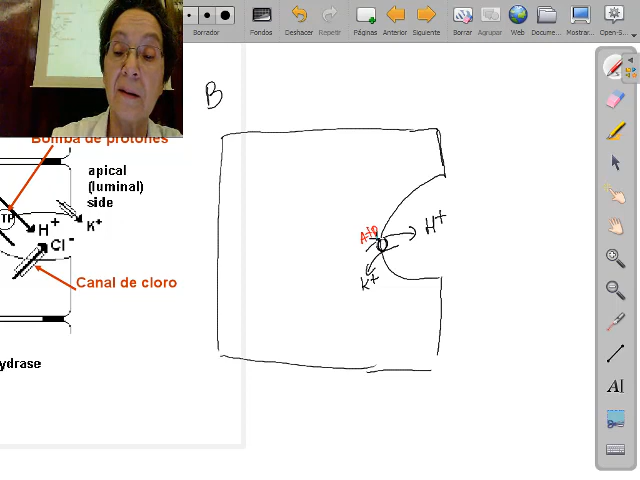 Borrador
Fondos
Deshacer
Repetir
Páginas
Anterior
Siguiente
Borrar
Agrupar
Web
Docume...
Mostrar...
Open-S...
B
Bomba de protones
apical
(luminal)
side
TP
K+
H+
Cl-
Canal de cloro
ydrase
H+
ATP
K+
A